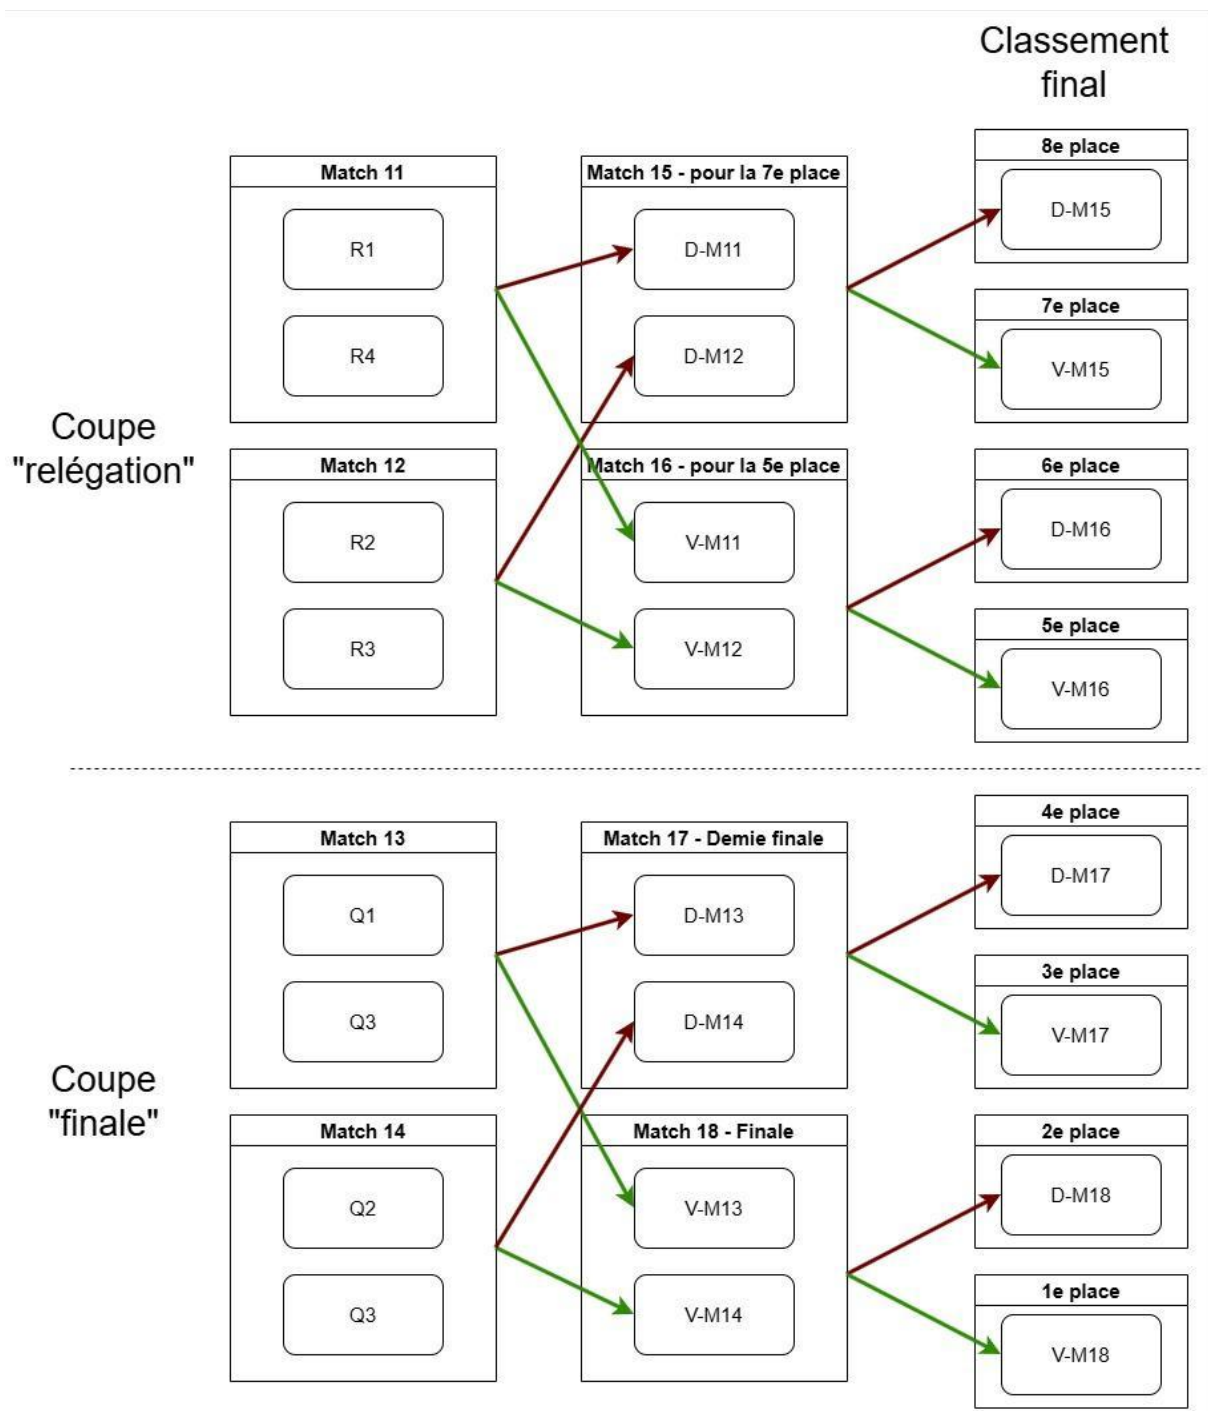 Classement
final
Coupe
"relégation"
Match 11
R1
R4
Match 12
R2
R3
Match 15 - pour la 7e place
D-M11
D-M12
Match 16 - pour la 5e place
V-M11
V-M12
8e place
D-M15
7e place
V-M15
6e place
D-M16
5e place
V-M16
Coupe
"finale"
Match 13
Q1
Q3
Match 14
Q2
Q3
Match 17 - Demie finale
D-M13
D-M14
Match 18 - Finale
V-M13
V-M14
4e place
D-M17
3e place
V-M17
2e place
D-M18
1e place
V-M18